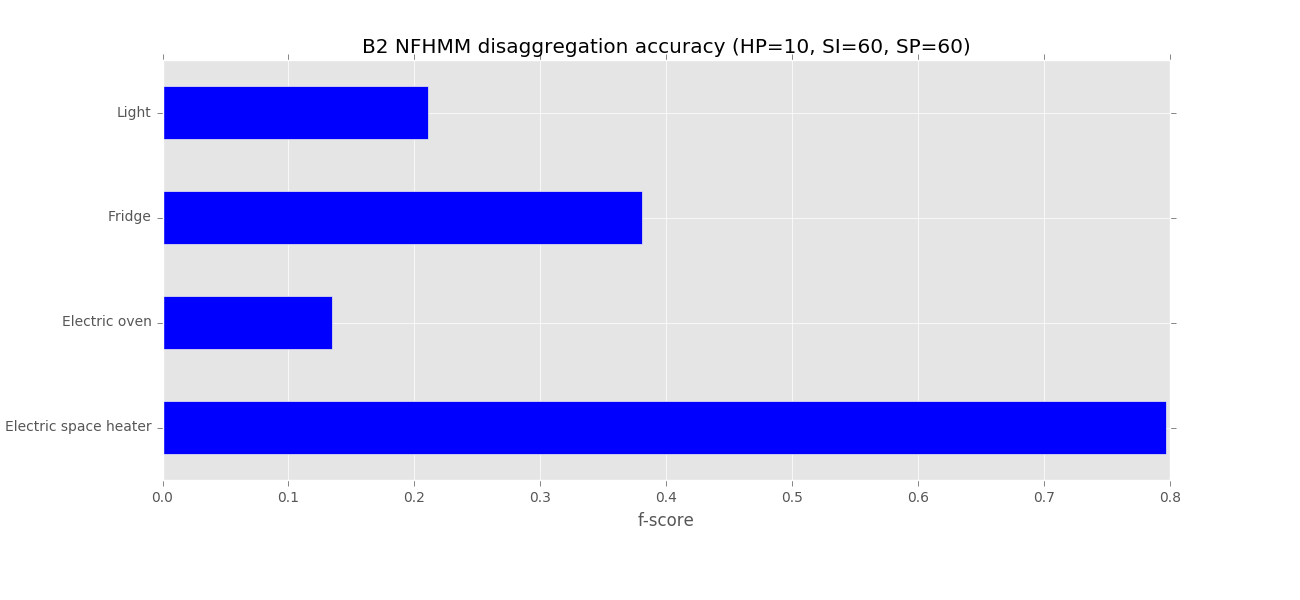 B2 NFHMM disaggregation accuracy (HP=10, SI=60, SP=60)
Light
Fridge
Electric oven
Electric space heater
0.0 0.1 0.2 0.3 0.4 0.5 0.6 0.7 0.8
f-score